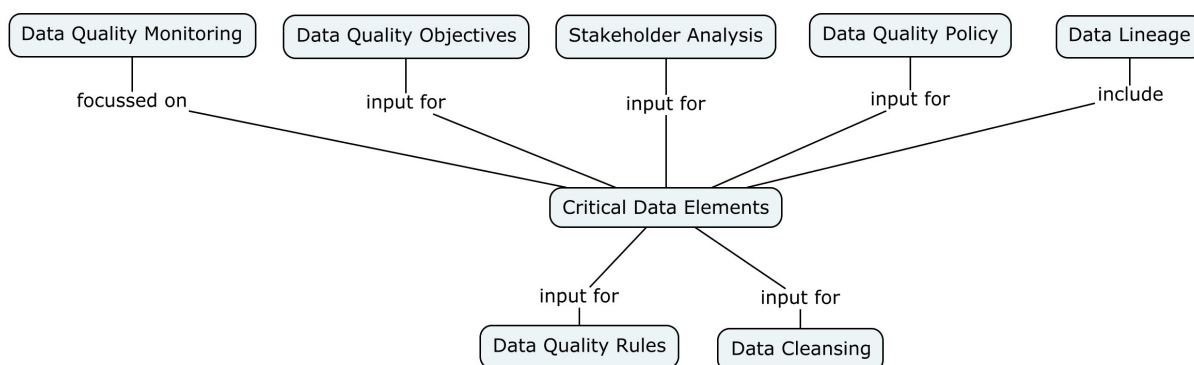 Data Quality Monitoring
Data Quality Objectives
Stakeholder Analysis
Data Quality Policy
Data Lineage
focussed on
input for
input for
input for
include
Critical Data Elements
input for
input for
Data Quality Rules
Data Cleansing